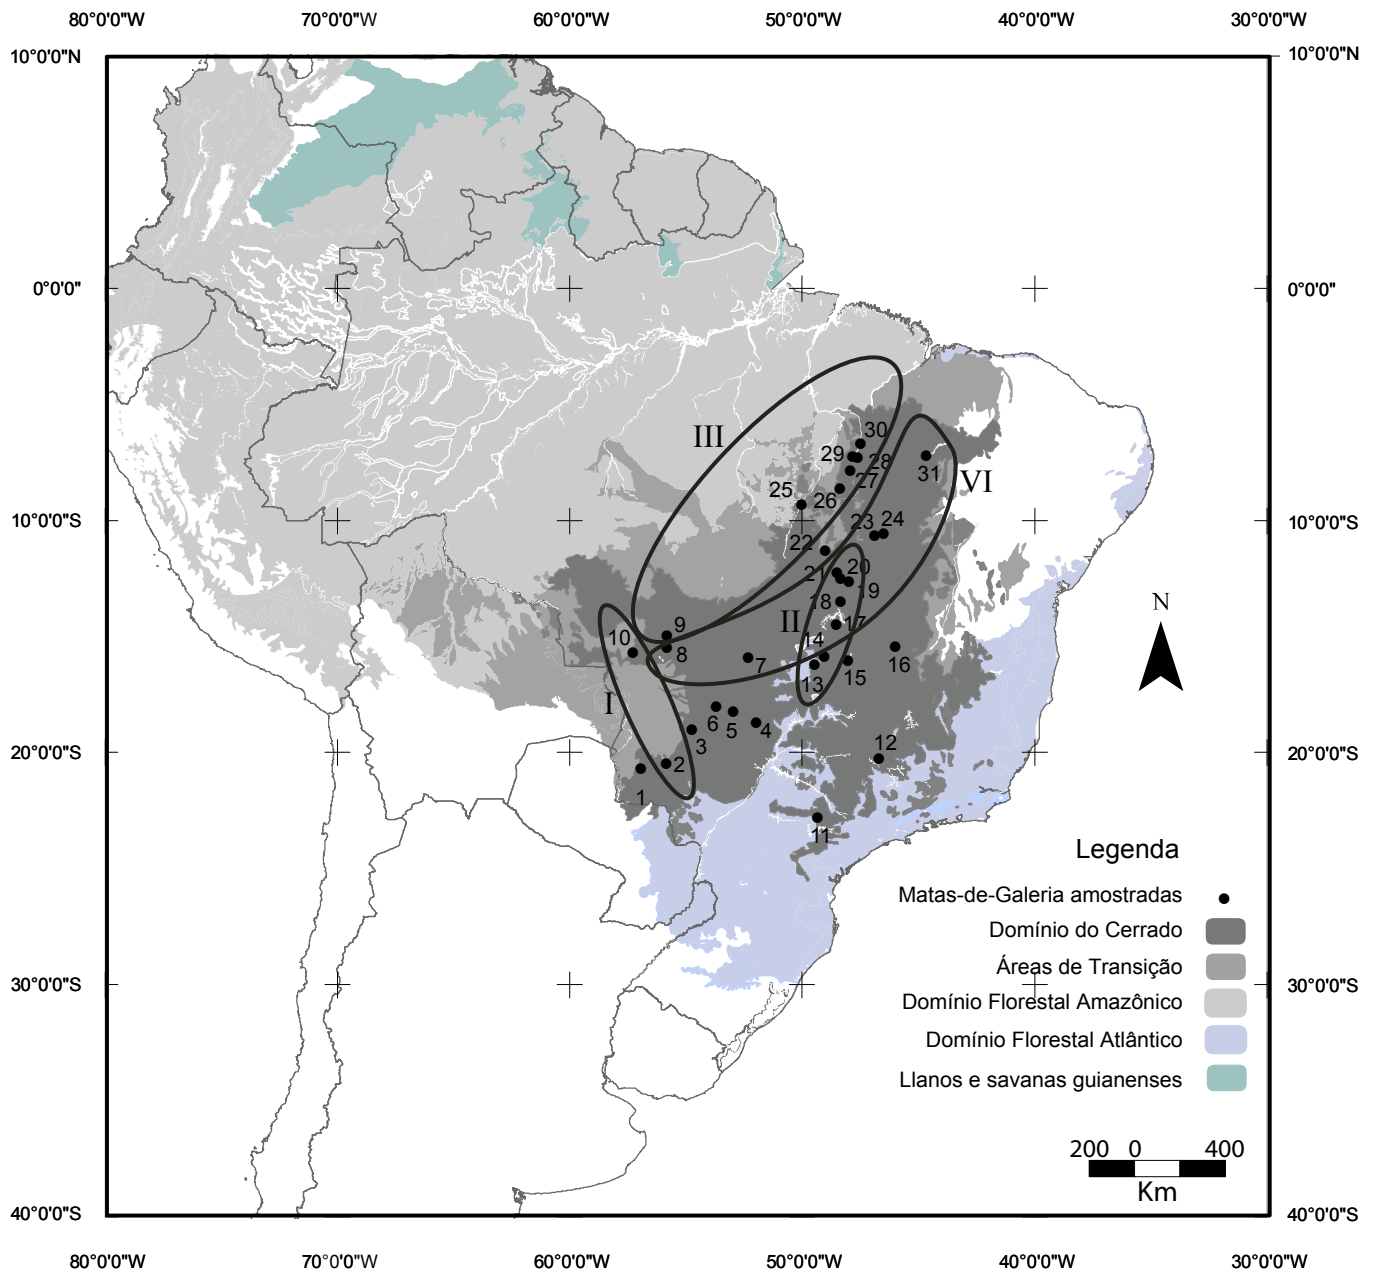 80°0'0"W 70°0'0"W 60°0'0"W 50°0'0"W 40°0'0"W 30°0'0"W
10°0'0"N 10°0'0"N
0°0'0" 0°0'0"
III
30
29 28
31
VI
25 27
26
10°0'0"S 10°0'0"S
23 24
22
21 20
19
18
II 17
9 14
10 8
7 16
13 15
I
6 5 4
3
12
20°0'0"S 20°0'0"S
2
1
11
N
Legenda
Matas-de-Galeria amostradas
Domínio do Cerrado
Áreas de Transição
30°0'0"S 30°0'0"S
Domínio Florestal Amazônico
Domínio Florestal Atlântico
Llanos e savanas guianenses
200 0 400
Km
40°0'0"S 40°0'0"S
80°0'0"W 70°0'0"W 60°0'0"W 50°0'0"W 40°0'0"W 30°0'0"W